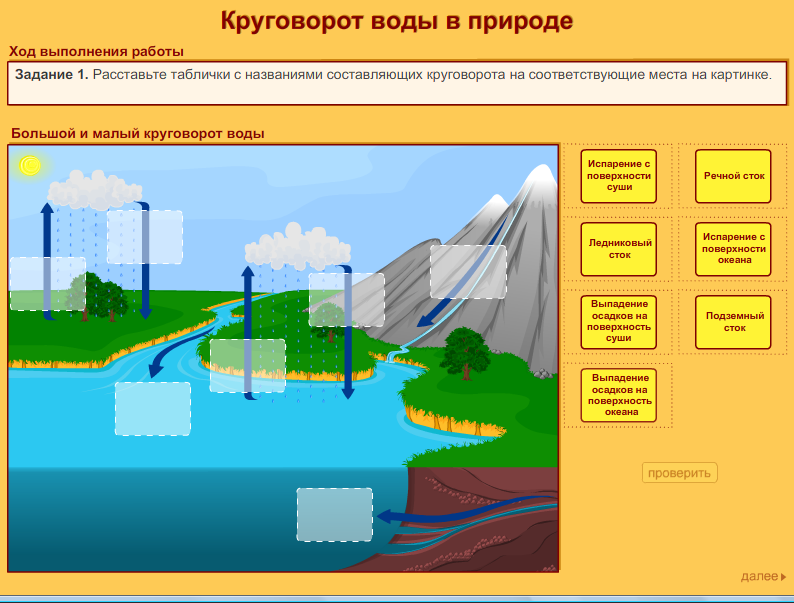 Круговорот воды в природе
Ход выполнения работы
Задание 1. Расставьте таблички с названиями составляющих круговорота на соответствующие места на картинке.
Большой и малый круговорот воды
Испарение с
поверхности
суши
Речной сток
Ледниковый
сток
Испарение с
поверхности
океана
Выпадение
осадков на
поверхность
суши
Подземный
сток
Выпадение
осадков на
поверхность
океана
проверить
далее